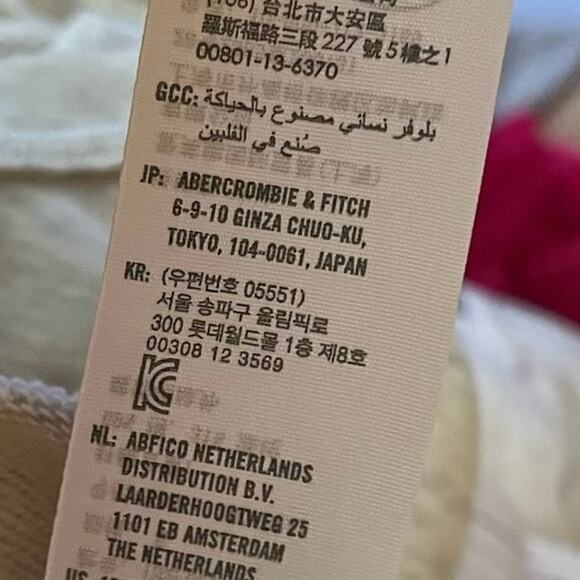 (106) 台北市大安區
羅斯福路三段 227 號 5 樓之 1
00801-13-6370
GCC: بلوفر نسائي مصنوع بالحياكة
صُنع في الفلبين
JP: ABERCROMBIE & FITCH
6-9-10 GINZA CHUO-KU,
TOKYO, 104-0061, JAPAN
KR: (우편번호 05551)
서울 송파구 올림픽로
300 롯데월드몰 1층 제8호
00308 12 3569
NL: ABFICO NETHERLANDS
DISTRIBUTION B.V.
LAARDERHOOGTWEG 25
1101 EB AMSTERDAM
THE NETHERLANDS
US: